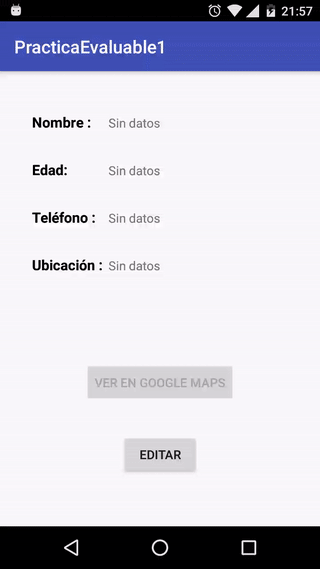 21:57
PracticaEvaluable1
Nombre : Sin datos
Edad: Sin datos
Teléfono : Sin datos
Ubicación : Sin datos
VER EN GOOGLE MAPS
EDITAR